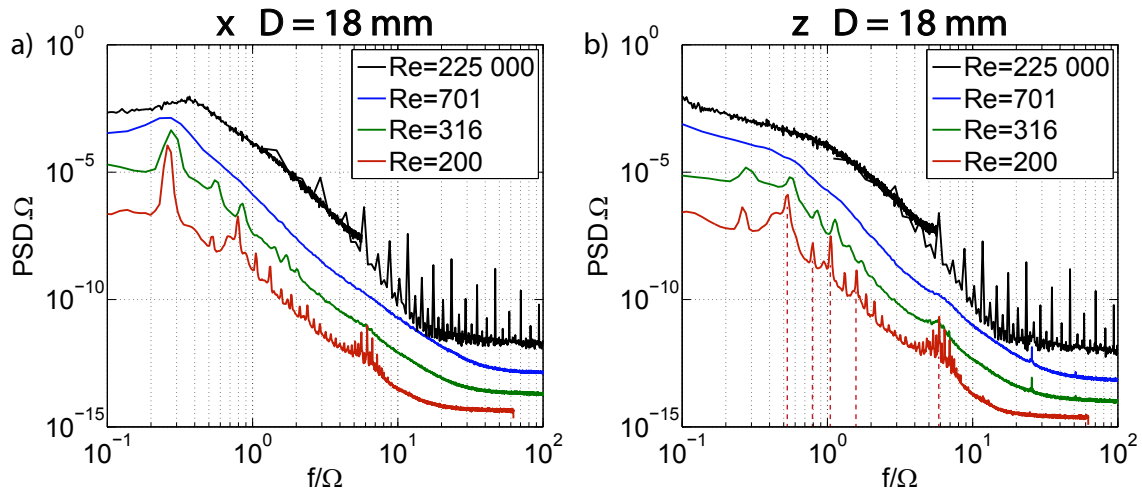 a) x D = 18 mm
10^0
10^-5
10^-10
10^-15
PSD.Ω
Re=225 000
Re=701
Re=316
Re=200
10^-1 10^0 10^1 10^2
f/Ω
b) z D = 18 mm
10^0
10^-5
10^-10
10^-15
PSD.Ω
Re=225 000
Re=701
Re=316
Re=200
10^-1 10^0 10^1 10^2
f/Ω